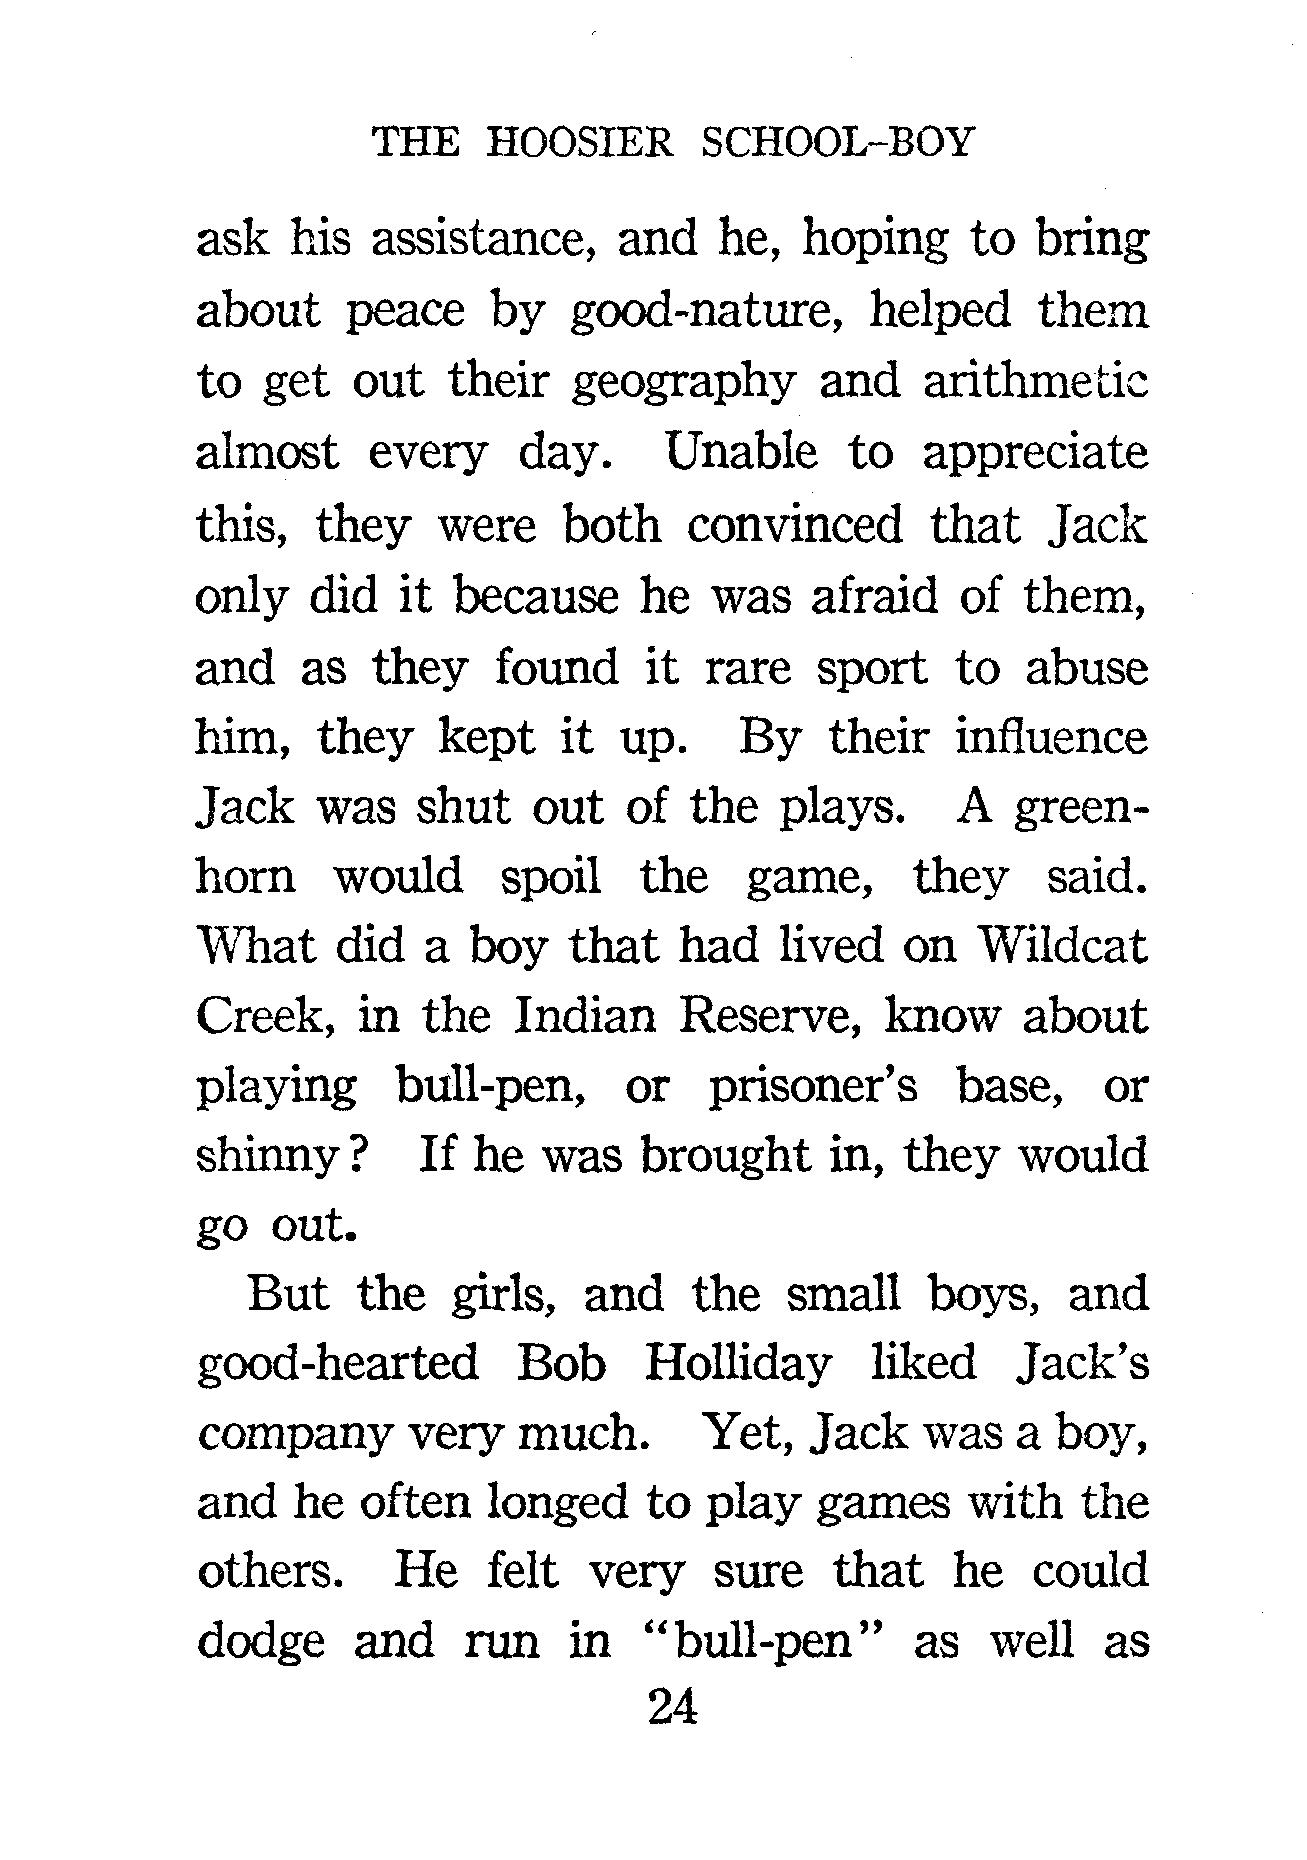 THE HOOSIER SCHOOL-BOY
ask his assistance, and he, hoping to bring
about peace by good-nature, helped them
to get out their geography and arithmetic
almost every day. Unable to appreciate
this, they were both convinced that Jack
only did it because he was afraid of them,
and as they found it rare sport to abuse
him, they kept it up. By their influence
Jack was shut out of the plays. A green-
horn would spoil the game, they said.
What did a boy that had lived on Wildcat
Creek, in the Indian Reserve, know about
playing bull-pen, or prisoner's base, or
shinny? If he was brought in, they would
go out.
But the girls, and the small boys, and
good-hearted Bob Holliday liked Jack's
company very much. Yet, Jack was a boy,
and he often longed to play games with the
others. He felt very sure that he could
dodge and run in "bull-pen" as well as
24